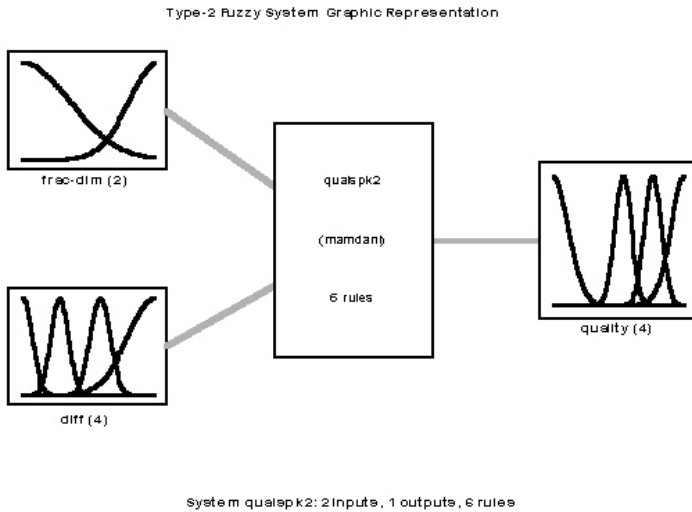 Type-2 Fuzzy System Graphic Representation
frac-dim (2)
qualspk2
(mamdani)
6 rules
quality (4)
diff (4)
System qualspk2: 2 inputs, 1 outputs, 6 rules